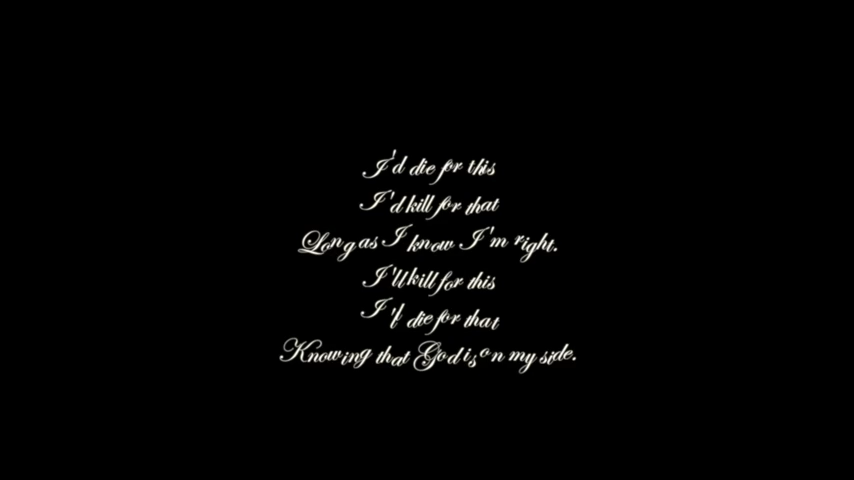 I'd die for this
I'd kill for that
Long as I know I'm right.
I'll kill for this
I'l die for that
Knowing that God is on my side.